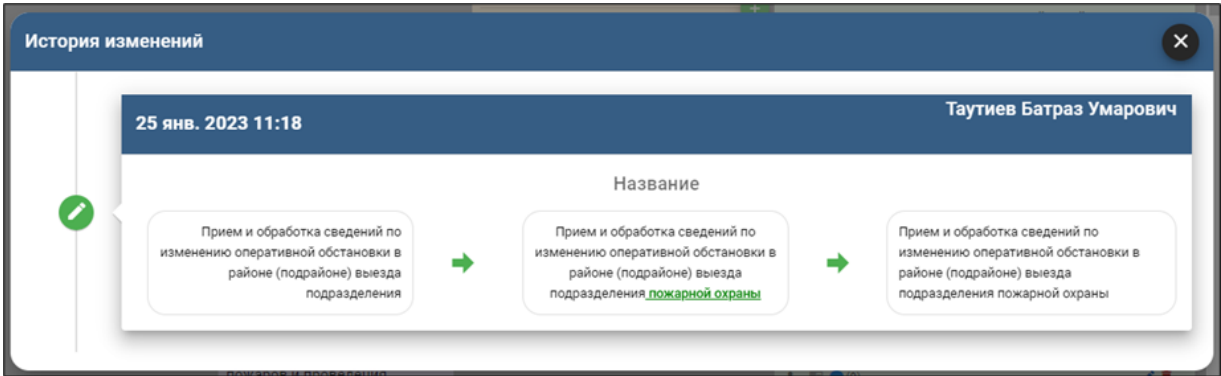 История изменений
25 янв. 2023 11:18
Таутиев Батраз Умарович
Название
Прием и обработка сведений по
изменению оперативной обстановки в
районе (подрайоне) выезда
подразделения
Прием и обработка сведений по
изменению оперативной обстановки в
районе (подрайоне) выезда
подразделения пожарной охраны
Прием и обработка сведений по
изменению оперативной обстановки в
районе (подрайоне) выезда
подразделения пожарной охраны
пожаров и проведения